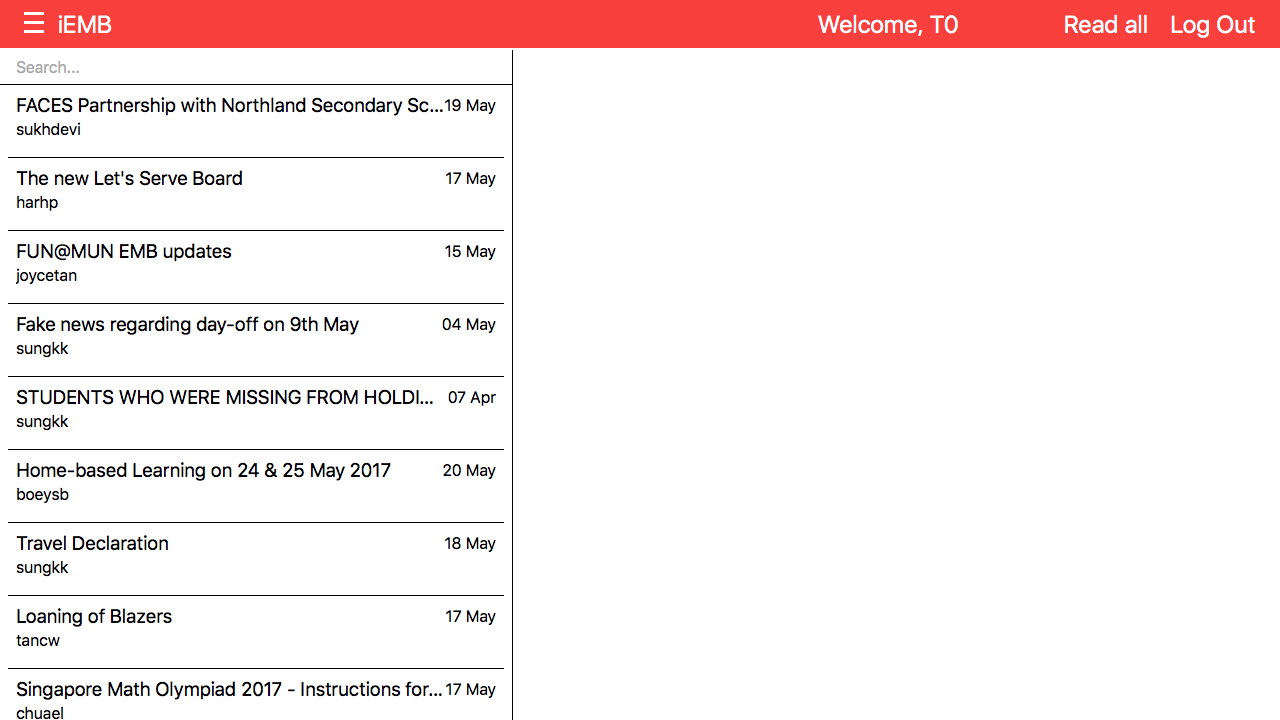 ☰ iEMB Welcome, T0 Read all Log Out
Search...
FACES Partnership with Northland Secondary Sc... 19 May
sukhdevi
The new Let's Serve Board 17 May
harhp
FUN@MUN EMB updates 15 May
joycetan
Fake news regarding day-off on 9th May 04 May
sungkk
STUDENTS WHO WERE MISSING FROM HOLDI... 07 Apr
sungkk
Home-based Learning on 24 & 25 May 2017 20 May
boeysb
Travel Declaration 18 May
sungkk
Loaning of Blazers 17 May
tancw
Singapore Math Olympiad 2017 - Instructions for... 17 May
chuael